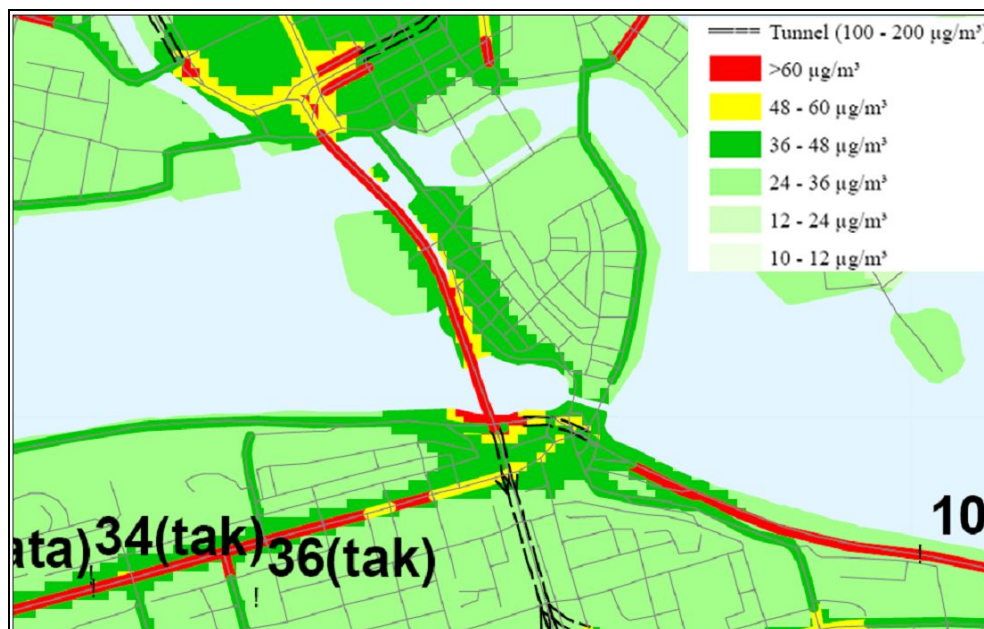 Tunnel (100 - 200 µg/m³)
>60 µg/m³
48 - 60 µg/m³
36 - 48 µg/m³
24 - 36 µg/m³
12 - 24 µg/m³
10 - 12 µg/m³
10
ata) 34(tak) 36(tak)